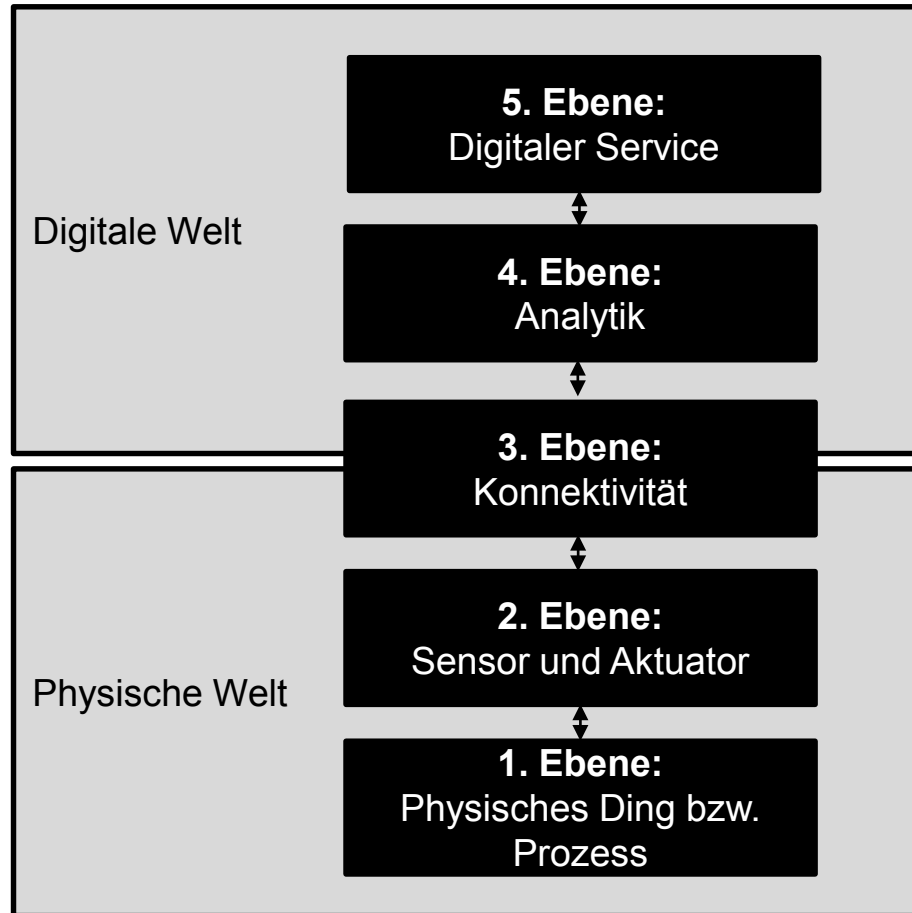 5. Ebene:
Digitaler Service
Digitale Welt
4. Ebene:
Analytik
3. Ebene:
Konnektivität
2. Ebene:
Sensor und Aktuator
Physische Welt
1. Ebene:
Physisches Ding bzw.
Prozess